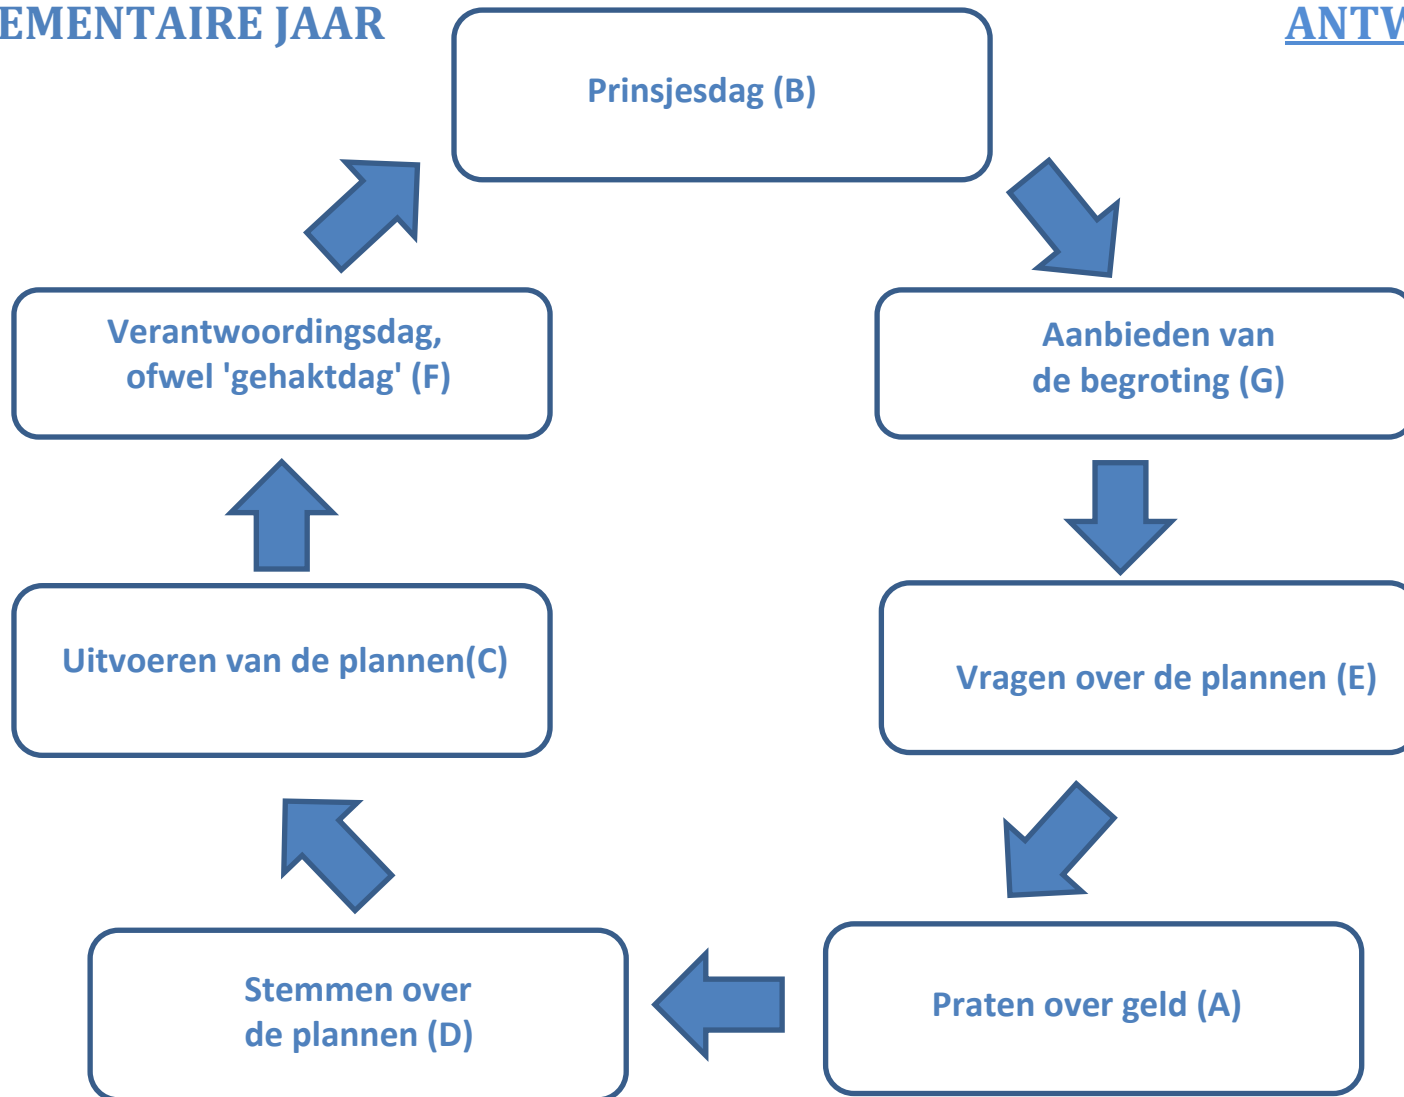 EMENTAIRE JAAR
ANTW
Prinsjesdag (B)
Aanbieden van
de begroting (G)
Vragen over de plannen (E)
Praten over geld (A)
Stemmen over
de plannen (D)
Uitvoeren van de plannen(C)
Verantwoordingsdag,
ofwel 'gehaktdag' (F)